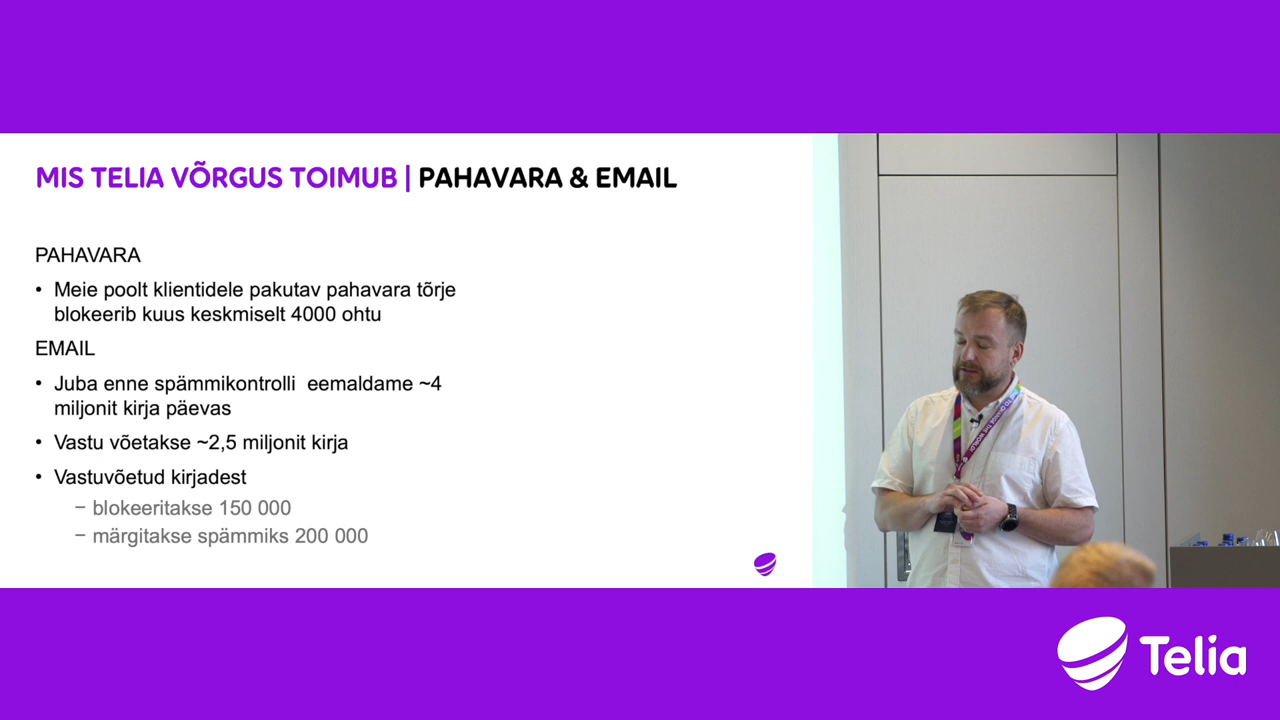 MIS TELIA VÕRGUS TOIMUB | PAHAVARA & EMAIL
PAHAVARA
• Meie poolt klientidele pakutav pahavara tõrje
blokeerib kuus keskmiselt 4000 ohtu
EMAIL
• Juba enne spämmikontrolli eemaldame ~4
miljonit kirja päevas
• Vastu võetakse ~2,5 miljonit kirja
• Vastuvõetud kirjadest
− blokeeritakse 150 000
− märgitakse spämmiks 200 000
Telia